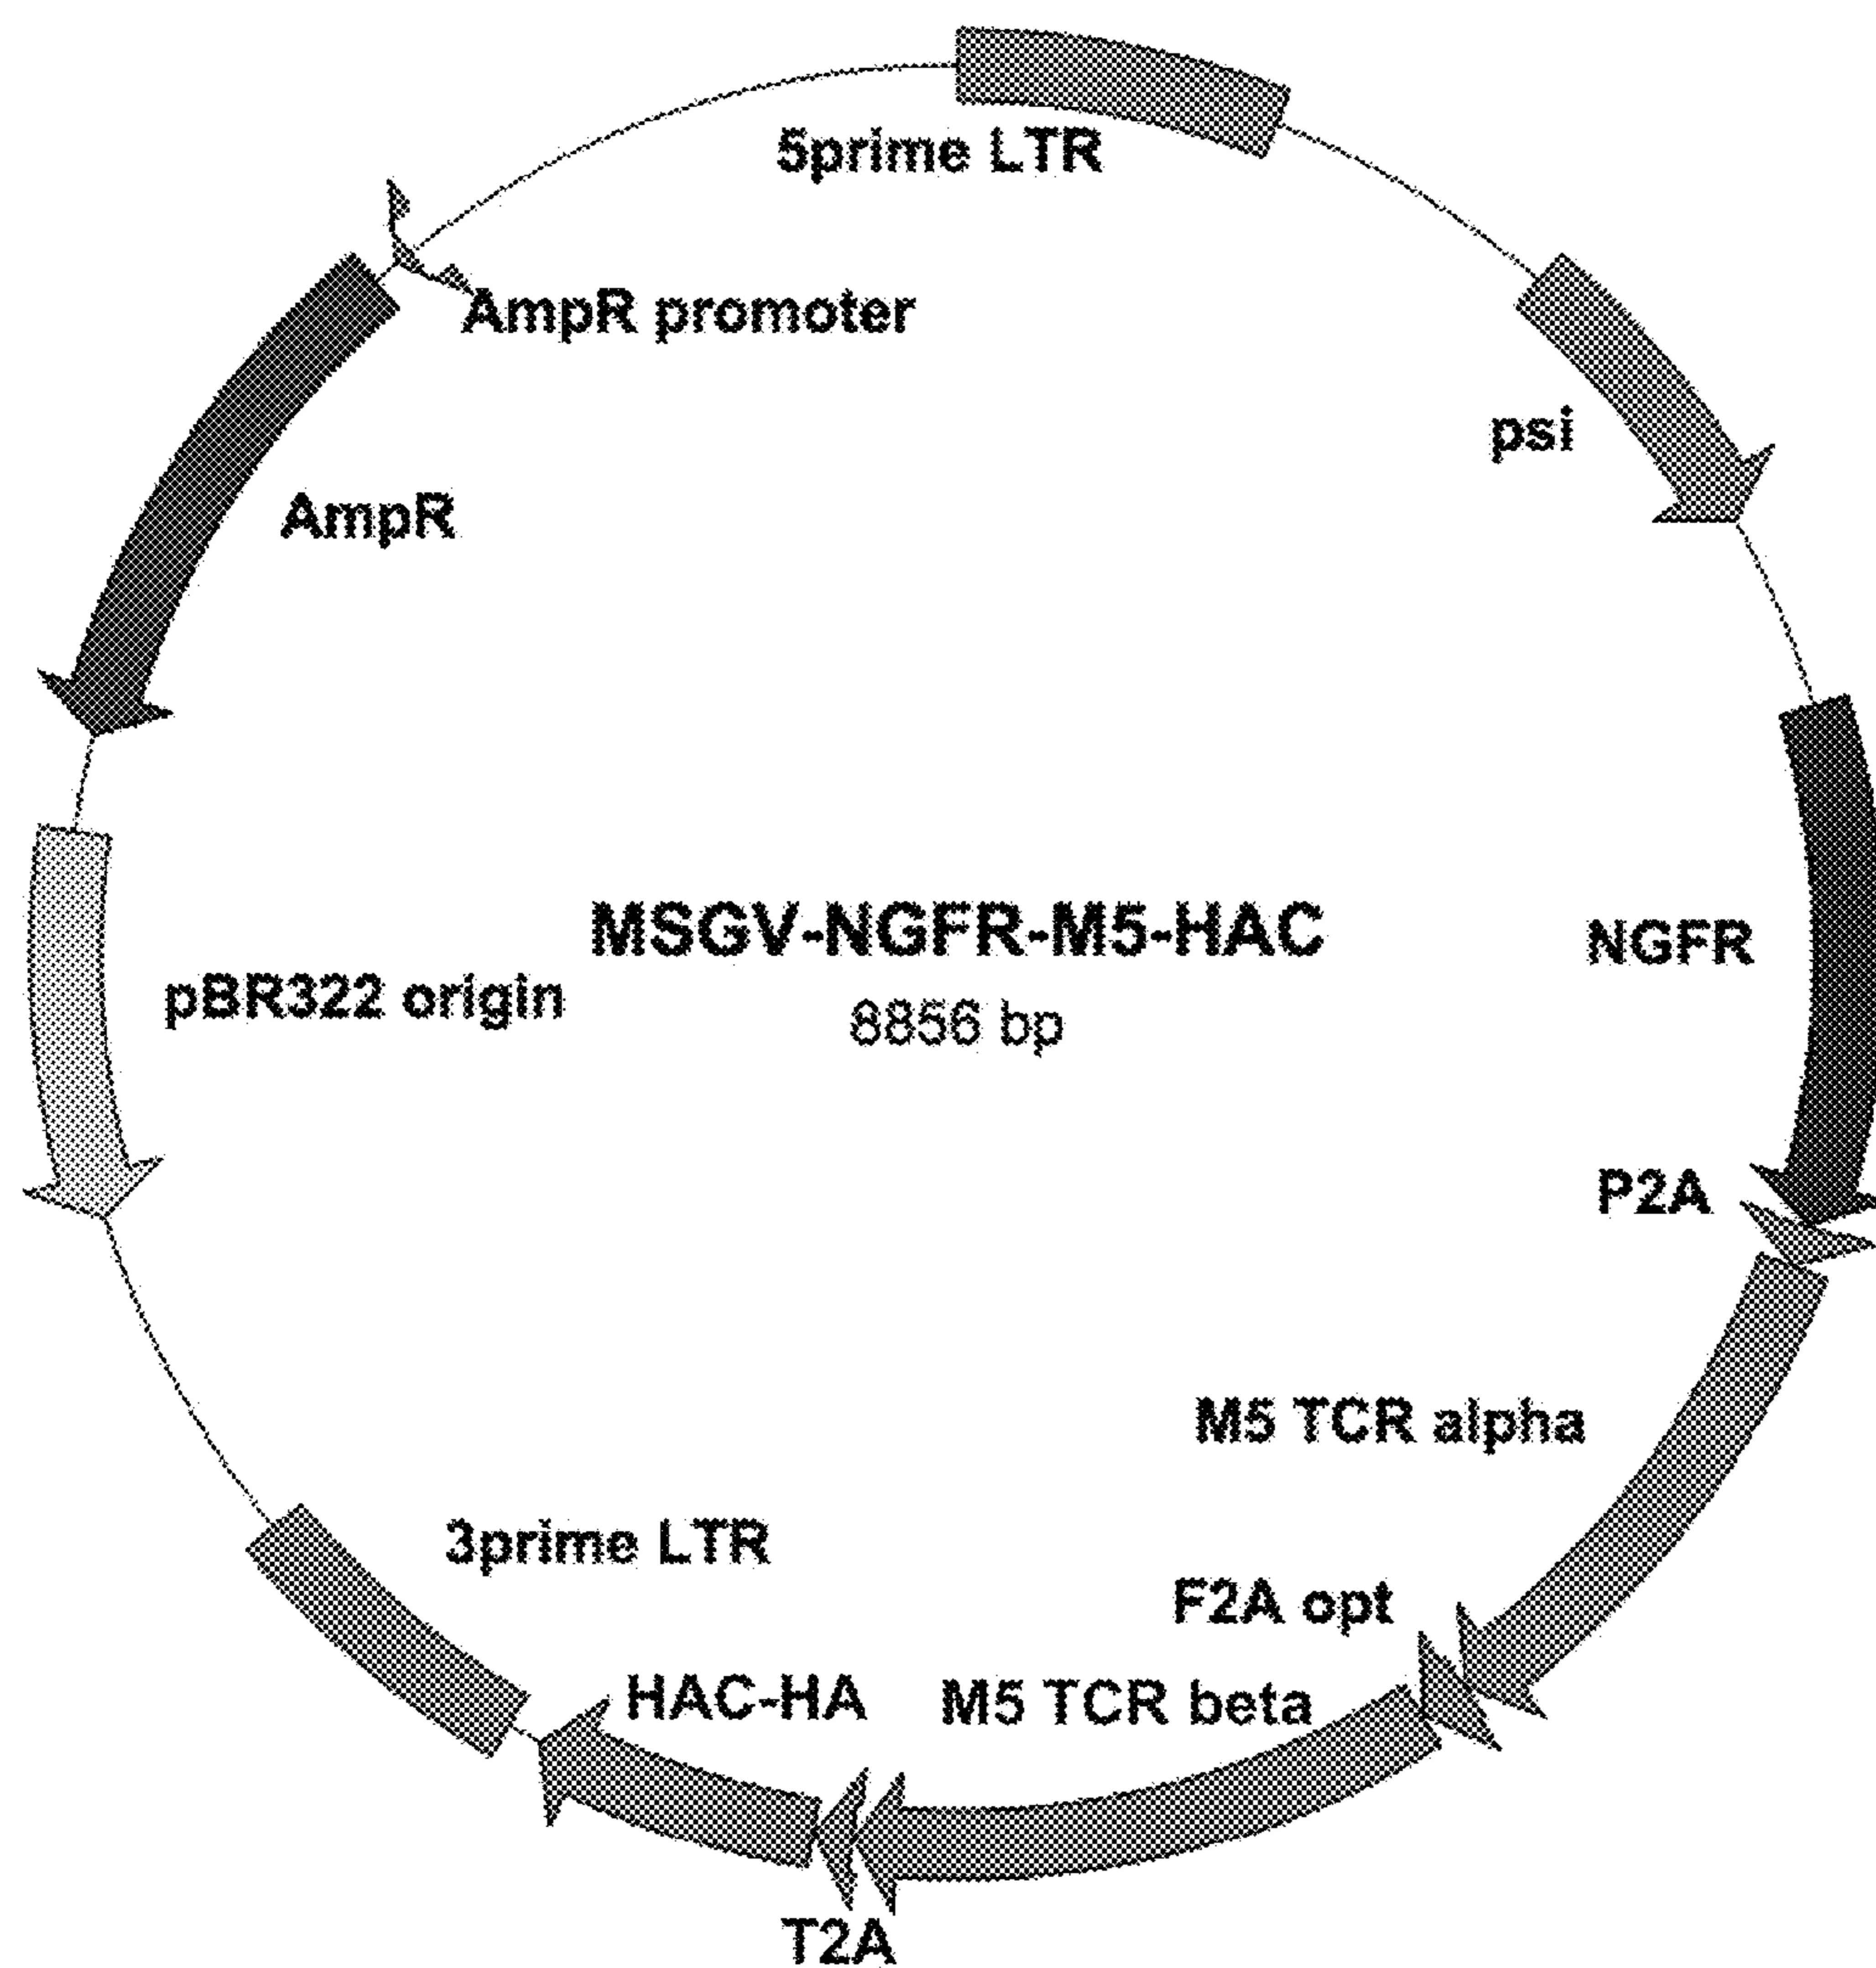 5prime LTR
AmpR promoter
psi
AmpR
MSGV-NGFR-M5-HAC
8856 bp
NGFR
pBR322 origin
P2A
M5 TCR alpha
3prime LTR
F2A opt
HAC-HA
M5 TCR beta
T2A